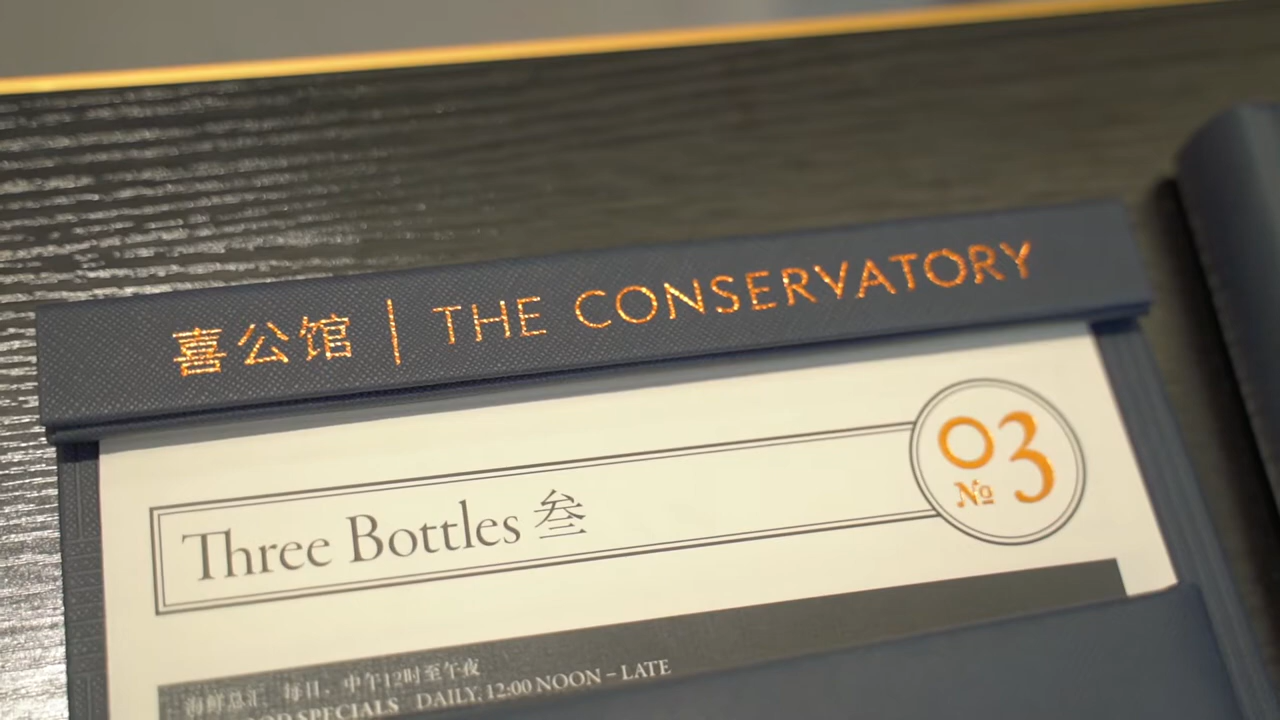 喜公馆 | THE CONSERVATORY
03
№
Three Bottles 叁
海鲜总汇 每日, 中午12时至午夜
SPECIALS DAILY, 12:00 NOON – LATE